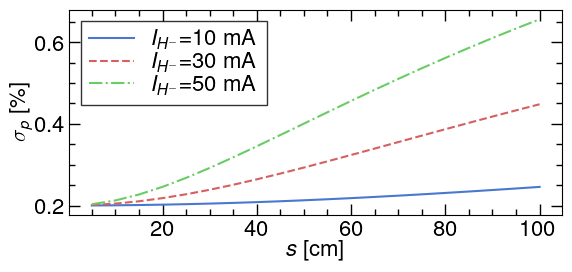 I_{H^-}=10 mA
I_{H^-}=30 mA
I_{H^-}=50 mA
0.6
0.4
0.2
σ_p [%]
20 40 60 80 100
s [cm]